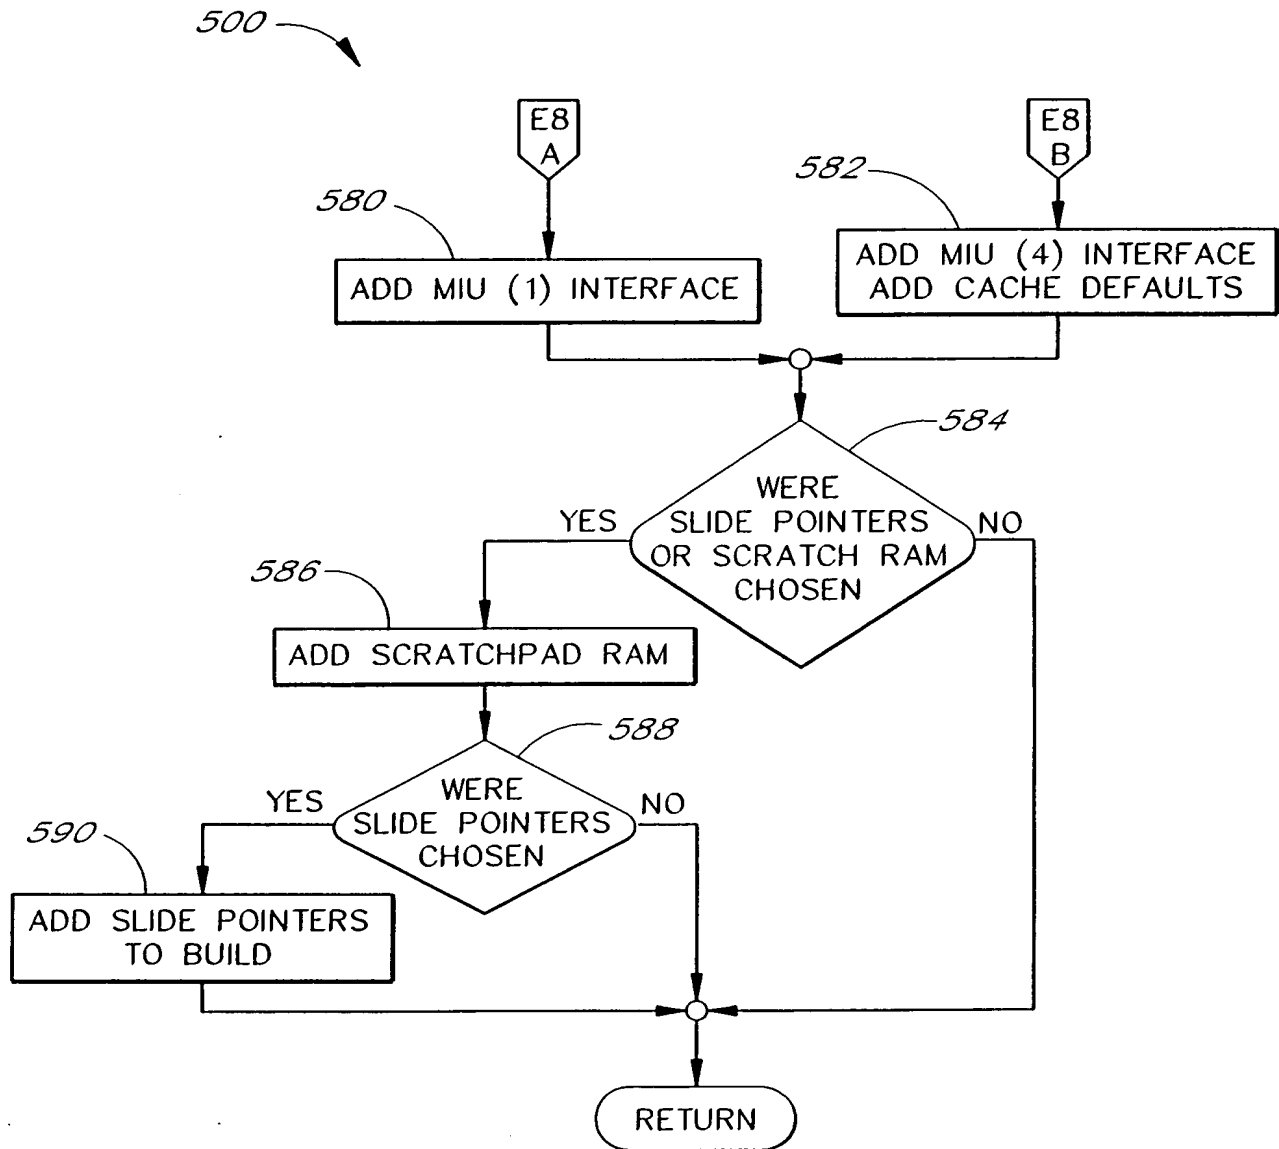 500
E8
A
E8
B
580
582
ADD MIU (1) INTERFACE
ADD MIU (4) INTERFACE
ADD CACHE DEFAULTS
584
WERE
SLIDE POINTERS
OR SCRATCH RAM
CHOSEN
YES
NO
586
ADD SCRATCHPAD RAM
588
WERE
SLIDE POINTERS
CHOSEN
YES
NO
590
ADD SLIDE POINTERS
TO BUILD
RETURN